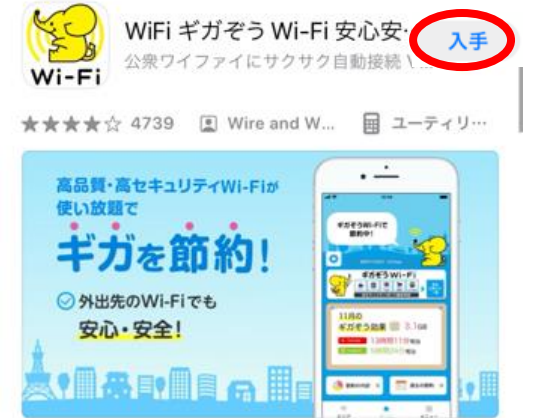 WiFi ギガぞう Wi-Fi 安心安…
入手
公衆ワイファイにサクサク自動接続
Wi-Fi
★★★★☆ 4739 Wire and W... ユーティリ…
高品質・高セキュリティWi-Fiが
使い放題で
ギガを節約!
外出先のWi-Fiでも
安心・安全!
ギガぞうWi-Fiで
節約中!
ギガぞうWi-Fi
11月の
ギガぞう効果 3.1GB